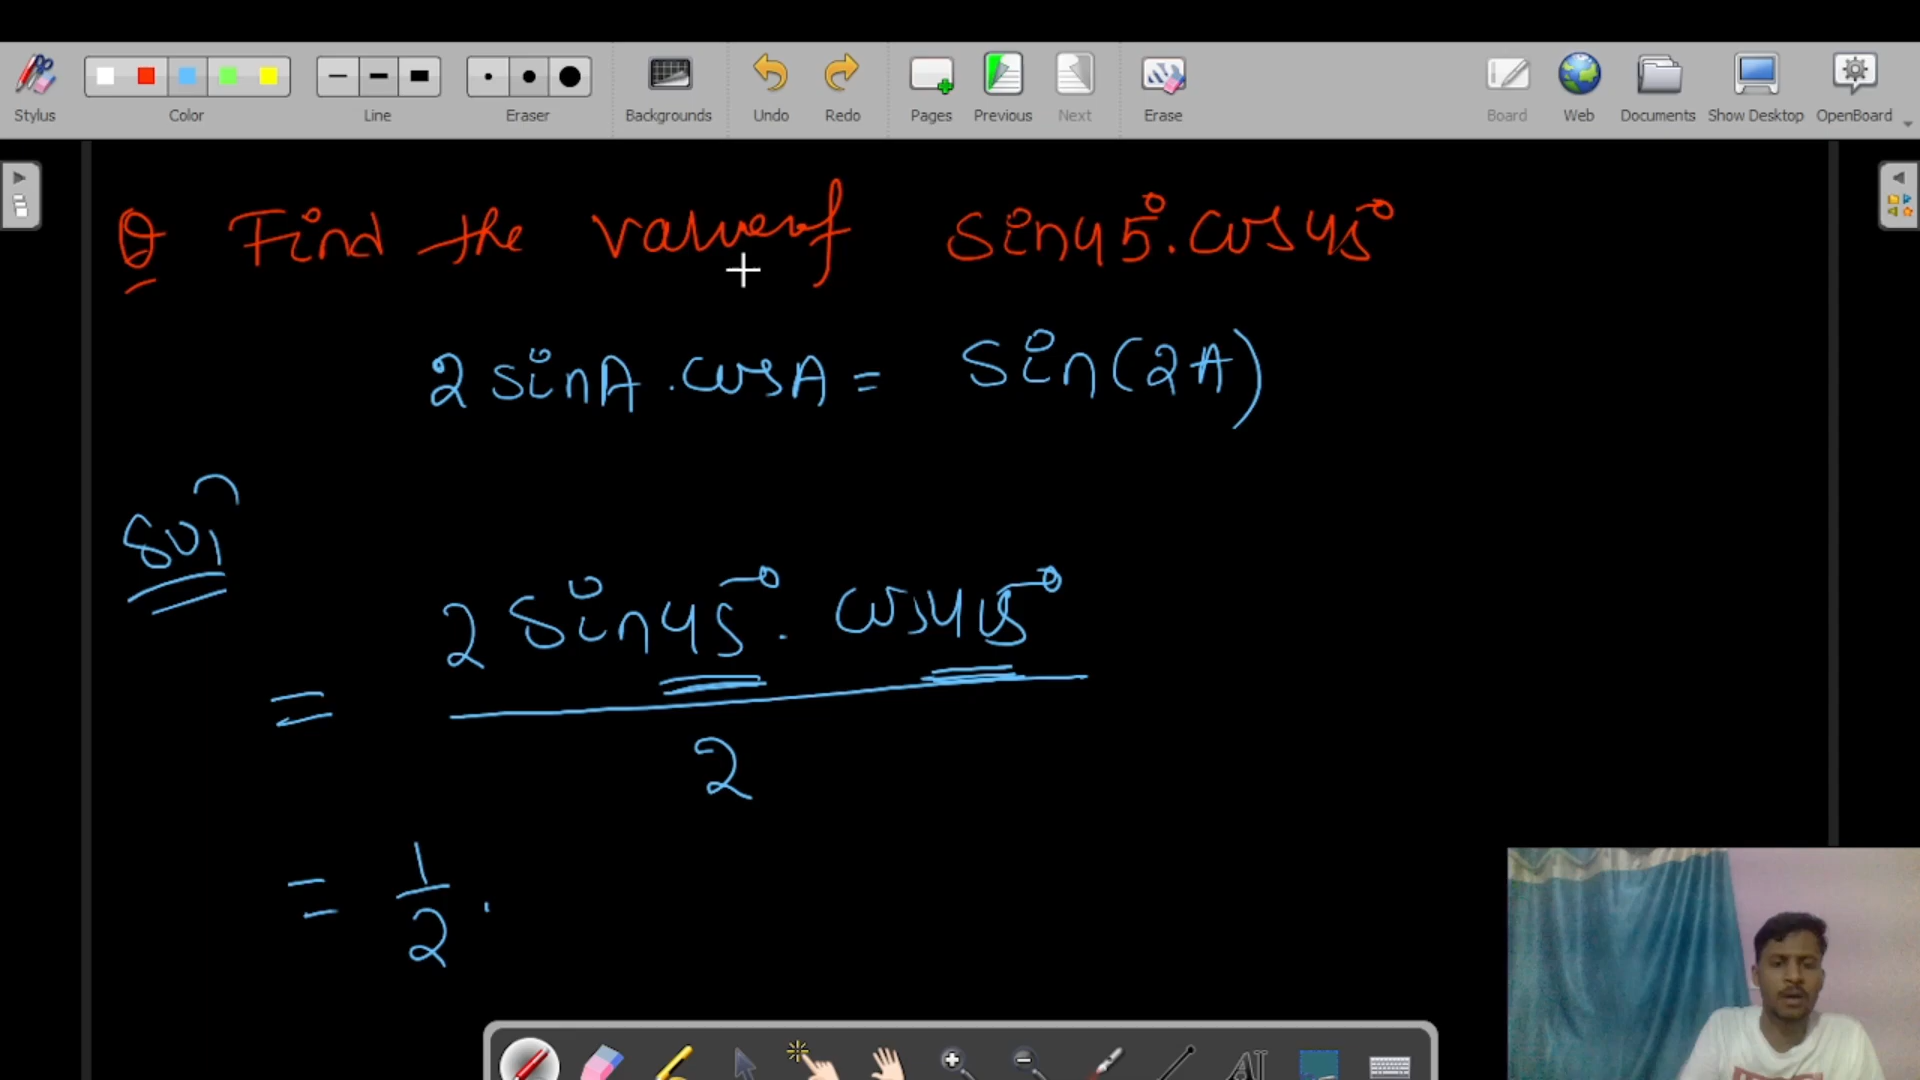 Stylus Color Line Eraser Backgrounds Undo Redo Pages Previous Next Erase Board Web Documents Show Desktop OpenBoard
Q Find the value of sin45°.cos45°
2 sinA . cosA = sin(2A)
Soln
= 2 sin45° . cos45° / 2
= 1/2 .